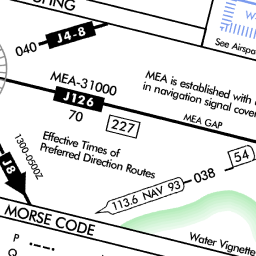 040
J4-8
See Airspa
MEA-31000
J126
70
227
MEA is established with
in navigation signal cover
MEA GAP
Effective Times of
Preferred Direction Routes
1300-0500Z
J8
54
038
113.6 NAV 93
MORSE CODE
Water Vignette
P